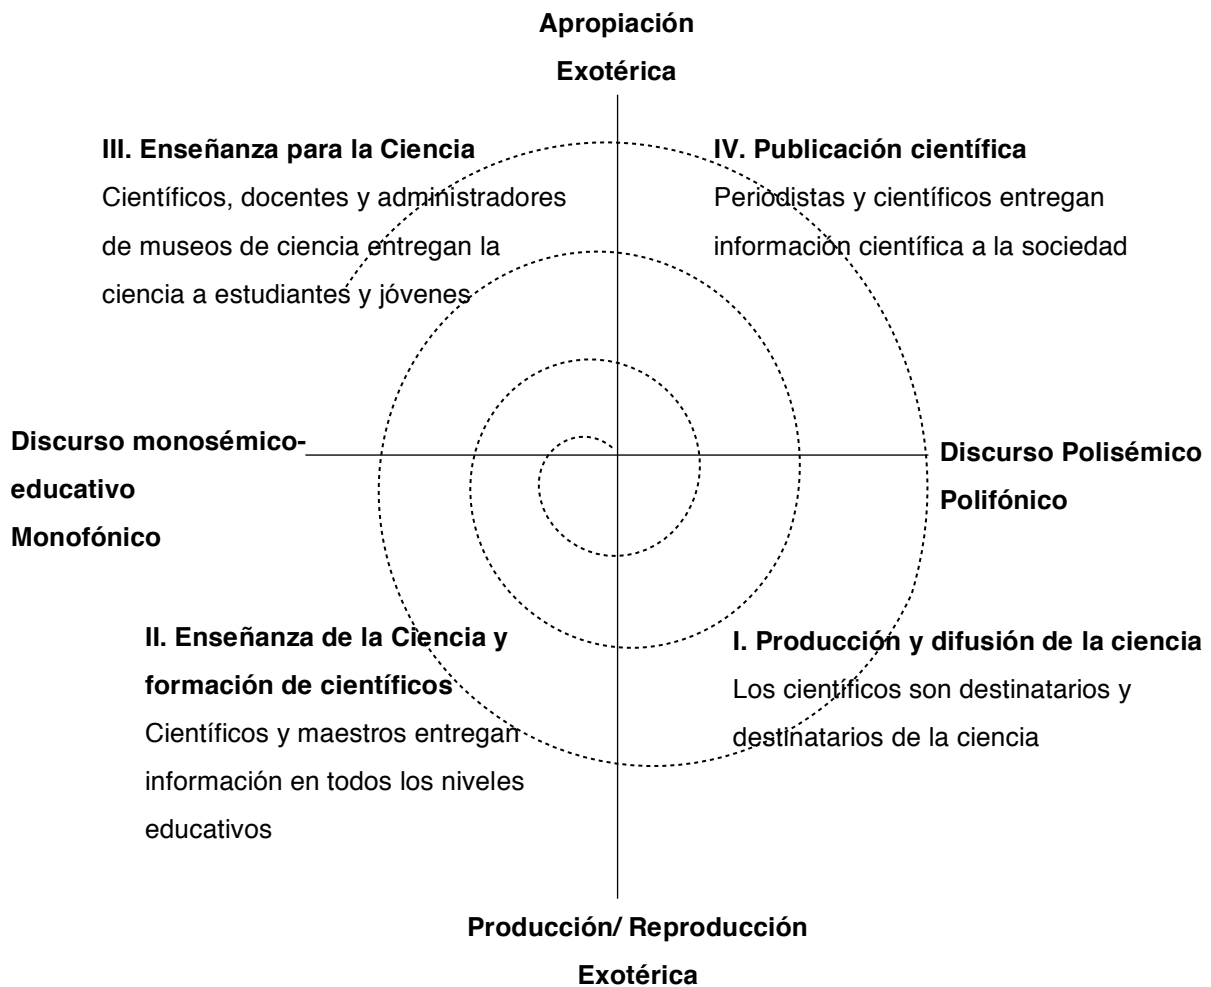 Apropiación
Exotérica
III. Enseñanza para la Ciencia
Científicos, docentes y administradores
de museos de ciencia entregan la
ciencia a estudiantes y jóvenes
IV. Publicación científica
Periodistas y científicos entregan
información científica a la sociedad
Discurso monosémico-
educativo
Monofónico
Discurso Polisémico
Polifónico
II. Enseñanza de la Ciencia y
formación de científicos
Científicos y maestros entregan
información en todos los niveles
educativos
I. Producción y difusión de la ciencia
Los científicos son destinatarios y
destinatarios de la ciencia
Producción/ Reproducción
Exotérica